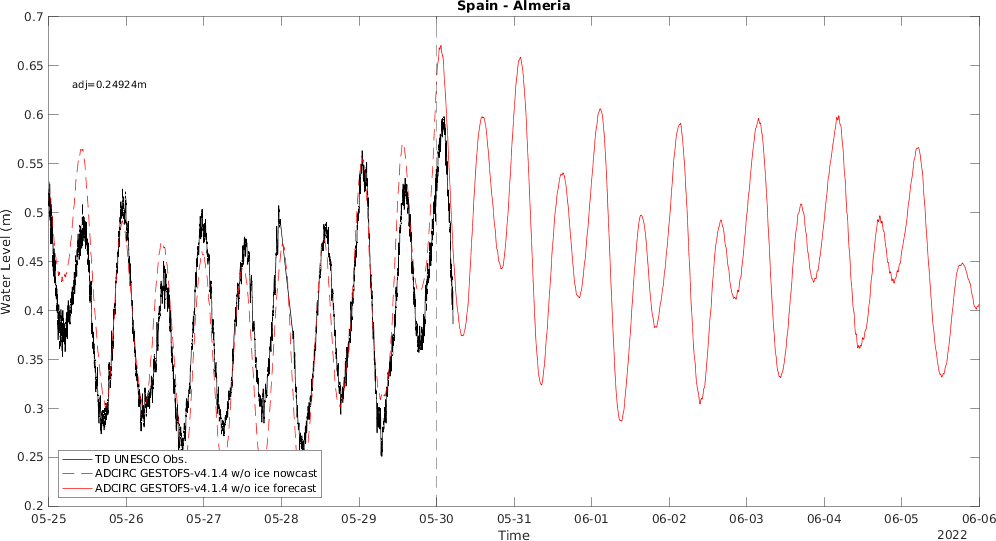 Spain - Almeria
0.7
0.65
0.6
0.55
0.5
0.45
0.4
0.35
0.3
0.25
0.2
Water Level (m)
adj=0.24924m
TD UNESCO Obs.
ADCIRC GESTOFS-v4.1.4 w/o ice nowcast
ADCIRC GESTOFS-v4.1.4 w/o ice forecast
05-25 05-26 05-27 05-28 05-29 05-30 05-31 06-01 06-02 06-03 06-04 06-05 06-06
Time
2022